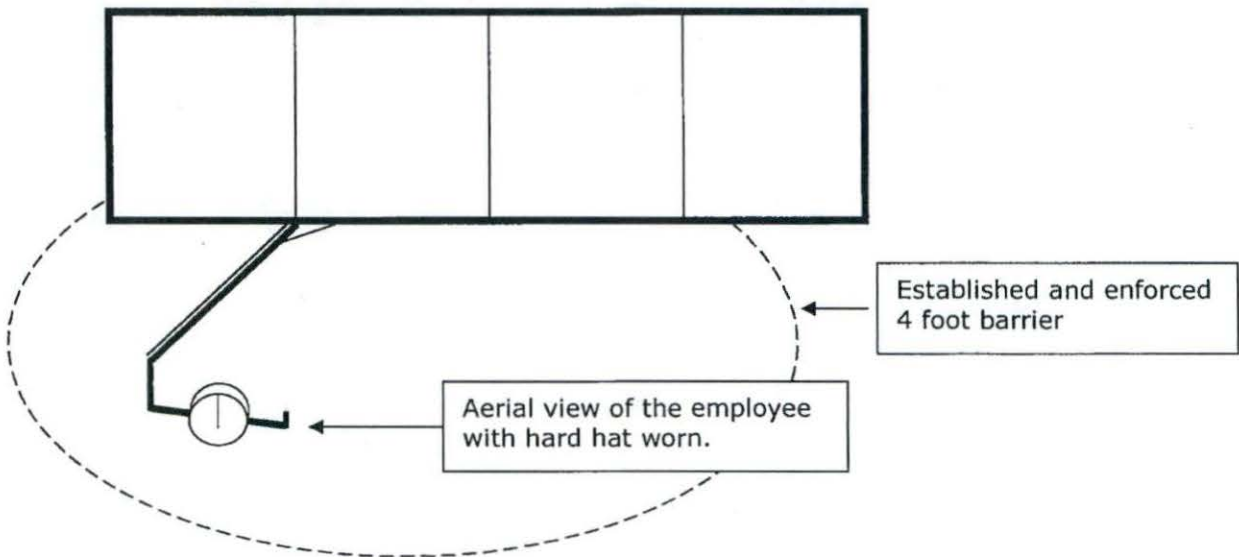 Established and enforced
4 foot barrier
Aerial view of the employee
with hard hat worn.